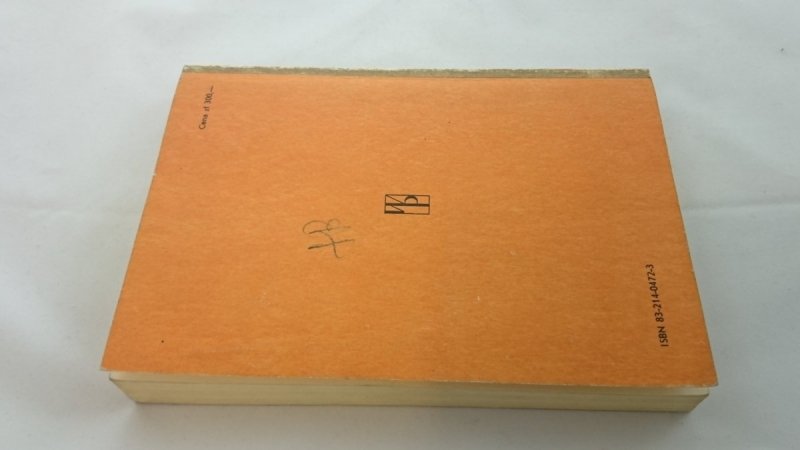 Cena zł 300,—
ISBN 83-214-0472-3